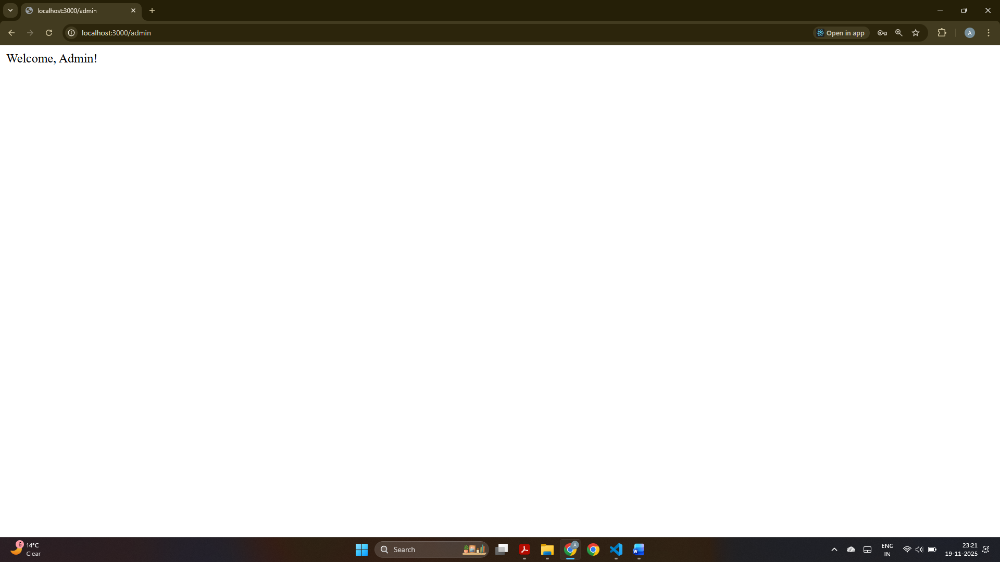 localhost:3000/admin
localhost:3000/admin
Open in app
A
Welcome, Admin!
6
14°C
Clear
Search
A
ENG
IN
23:21
19-11-2025